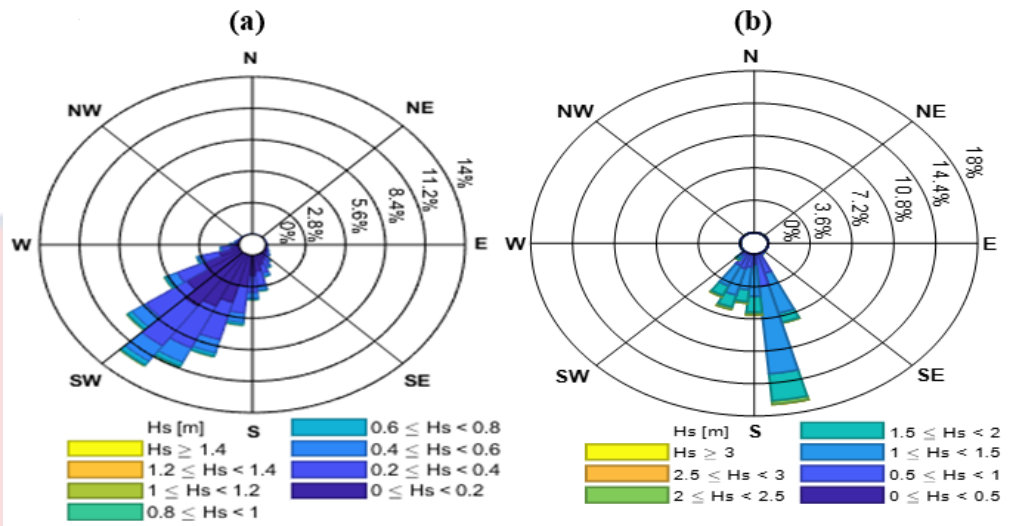 (a)
N
NW
NE
W
E
SW
SE
S
0%
2.8%
5.6%
8.4%
11.2%
14%
Hs [m]
Hs ≥ 1.4
1.2 ≤ Hs < 1.4
1 ≤ Hs < 1.2
0.8 ≤ Hs < 1
0.6 ≤ Hs < 0.8
0.4 ≤ Hs < 0.6
0.2 ≤ Hs < 0.4
0 ≤ Hs < 0.2
(b)
N
NW
NE
W
E
SW
SE
S
0%
3.6%
7.2%
10.8%
14.4%
18%
Hs [m]
Hs ≥ 3
2.5 ≤ Hs < 3
2 ≤ Hs < 2.5
1.5 ≤ Hs < 2
1 ≤ Hs < 1.5
0.5 ≤ Hs < 1
0 ≤ Hs < 0.5